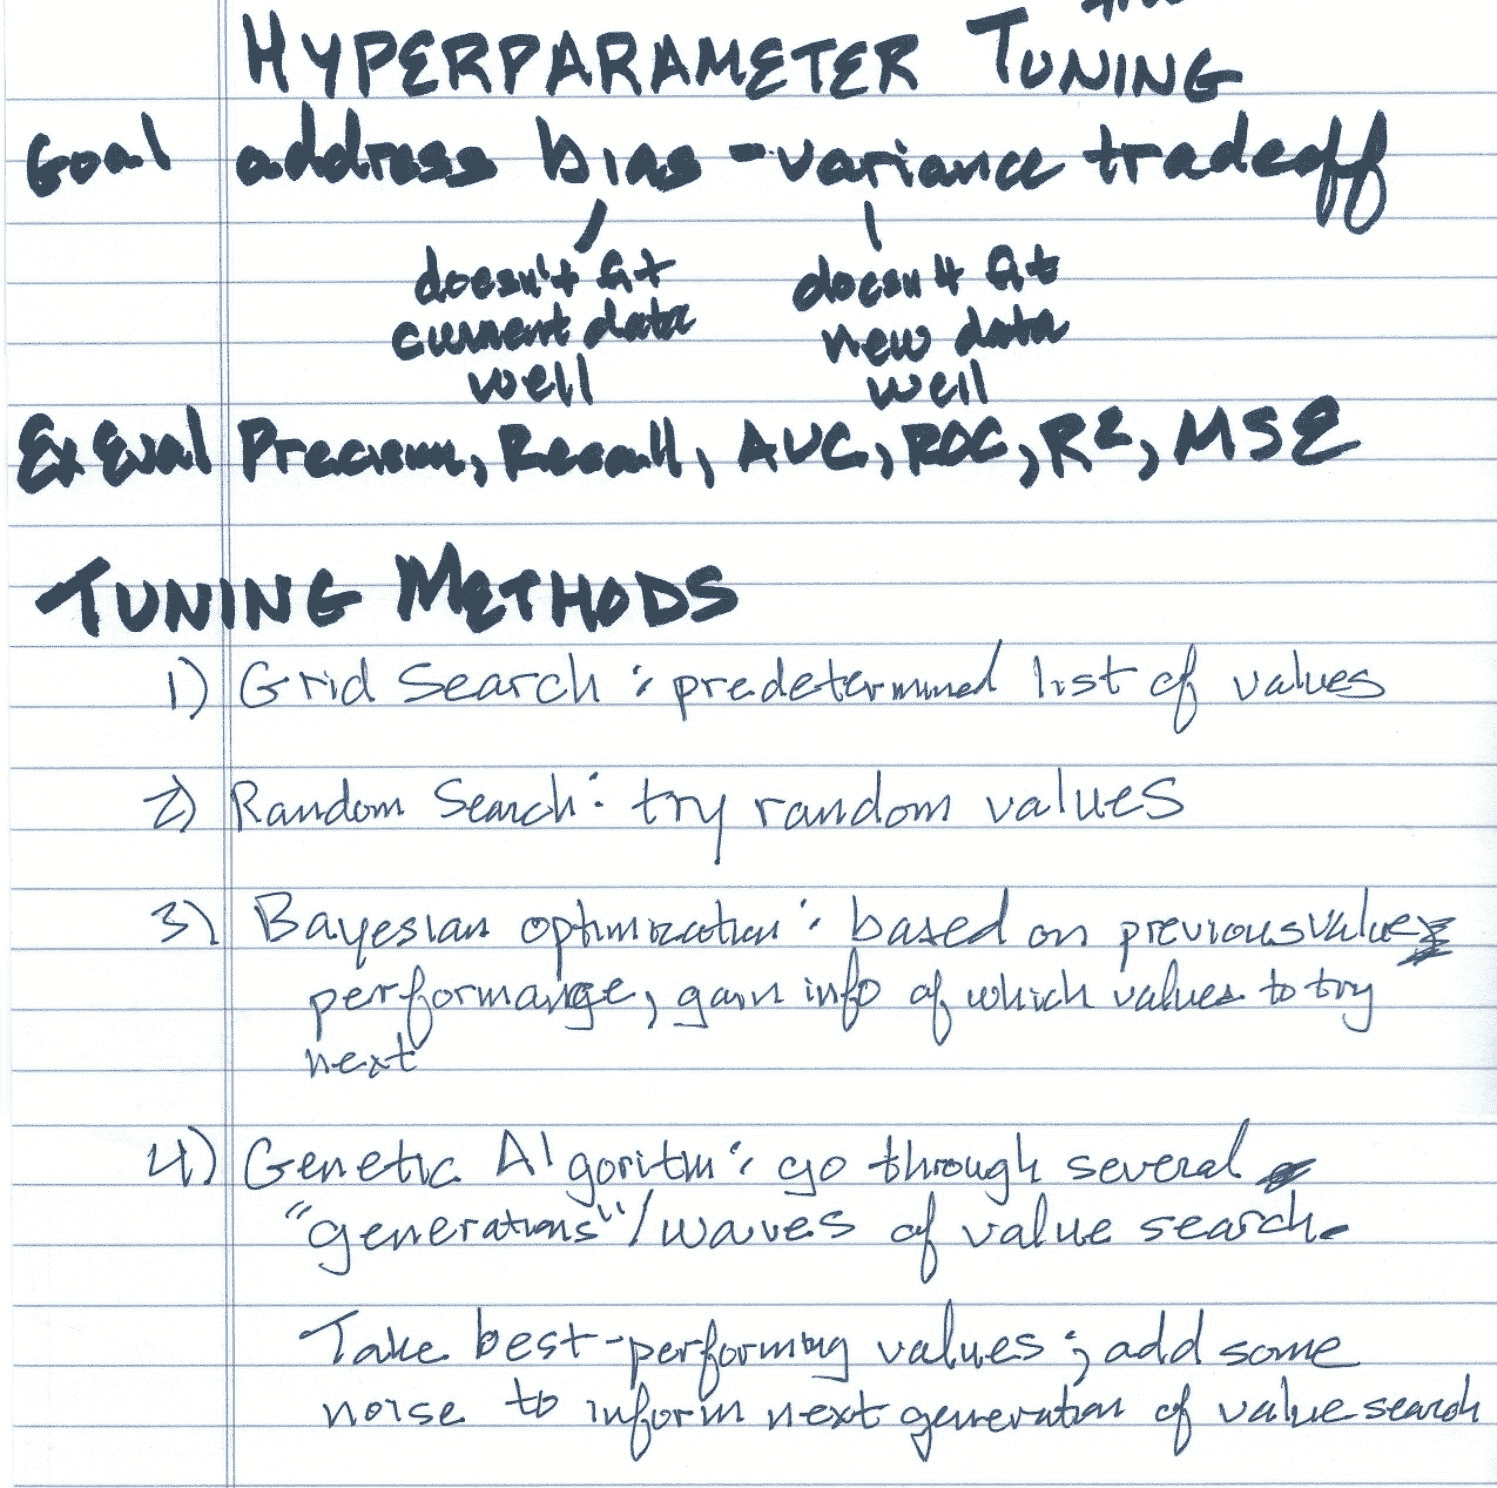 HYPERPARAMETER TUNING
Goal address bias-variance tradeoff
doesn't fit doesn't fit
current data new data
well well
Ex Eval Precision, Recall, AUC, ROC, R², MSE
TUNING METHODS
1) Grid Search: predetermined list of values
2) Random Search: try random values
3) Bayesian optimization: based on previous value
performance, gain info of which values to try
next
4) Genetic Algorithm: go through several
"generations"/waves of value search.
Take best-performing values; add some
noise to inform next generation of value search